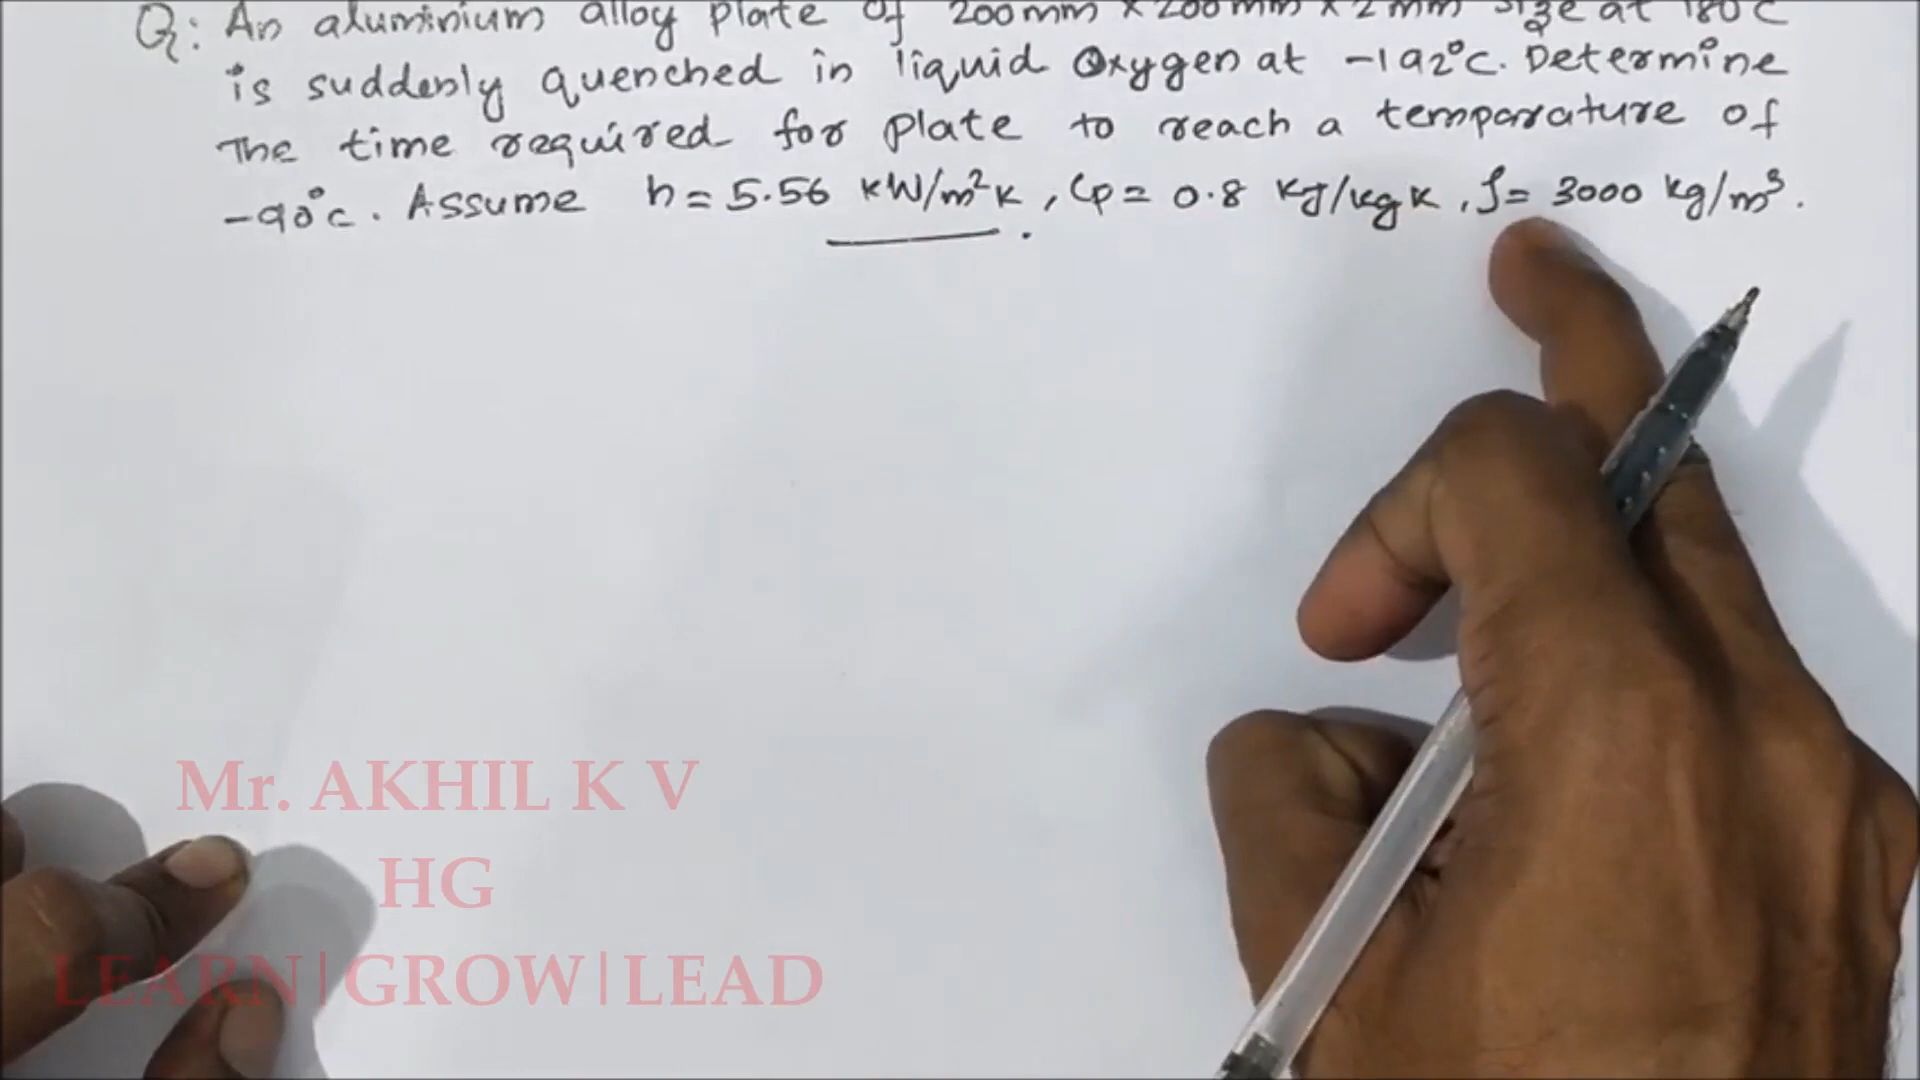 Q: An aluminium alloy plate of 200mm x 200mm x 2mm size at 180°C
is suddenly quenched in liquid Oxygen at -192°C. Determine
The time required for plate to reach a temparature of
-90°C. Assume h = 5.56 kW/m²K, Cp = 0.8 KJ/kgK, ρ = 3000 kg/m³.
Mr. AKHIL K V
HG
LEARN|GROW|LEAD